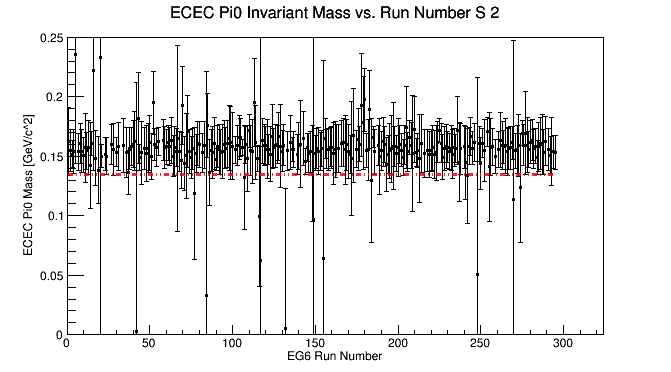 ECEC Pi0 Invariant Mass vs. Run Number S 2
0.25
0.2
0.15
0.1
0.05
0
ECEC Pi0 Mass [GeV/c^2]
0 50 100 150 200 250 300
EG6 Run Number